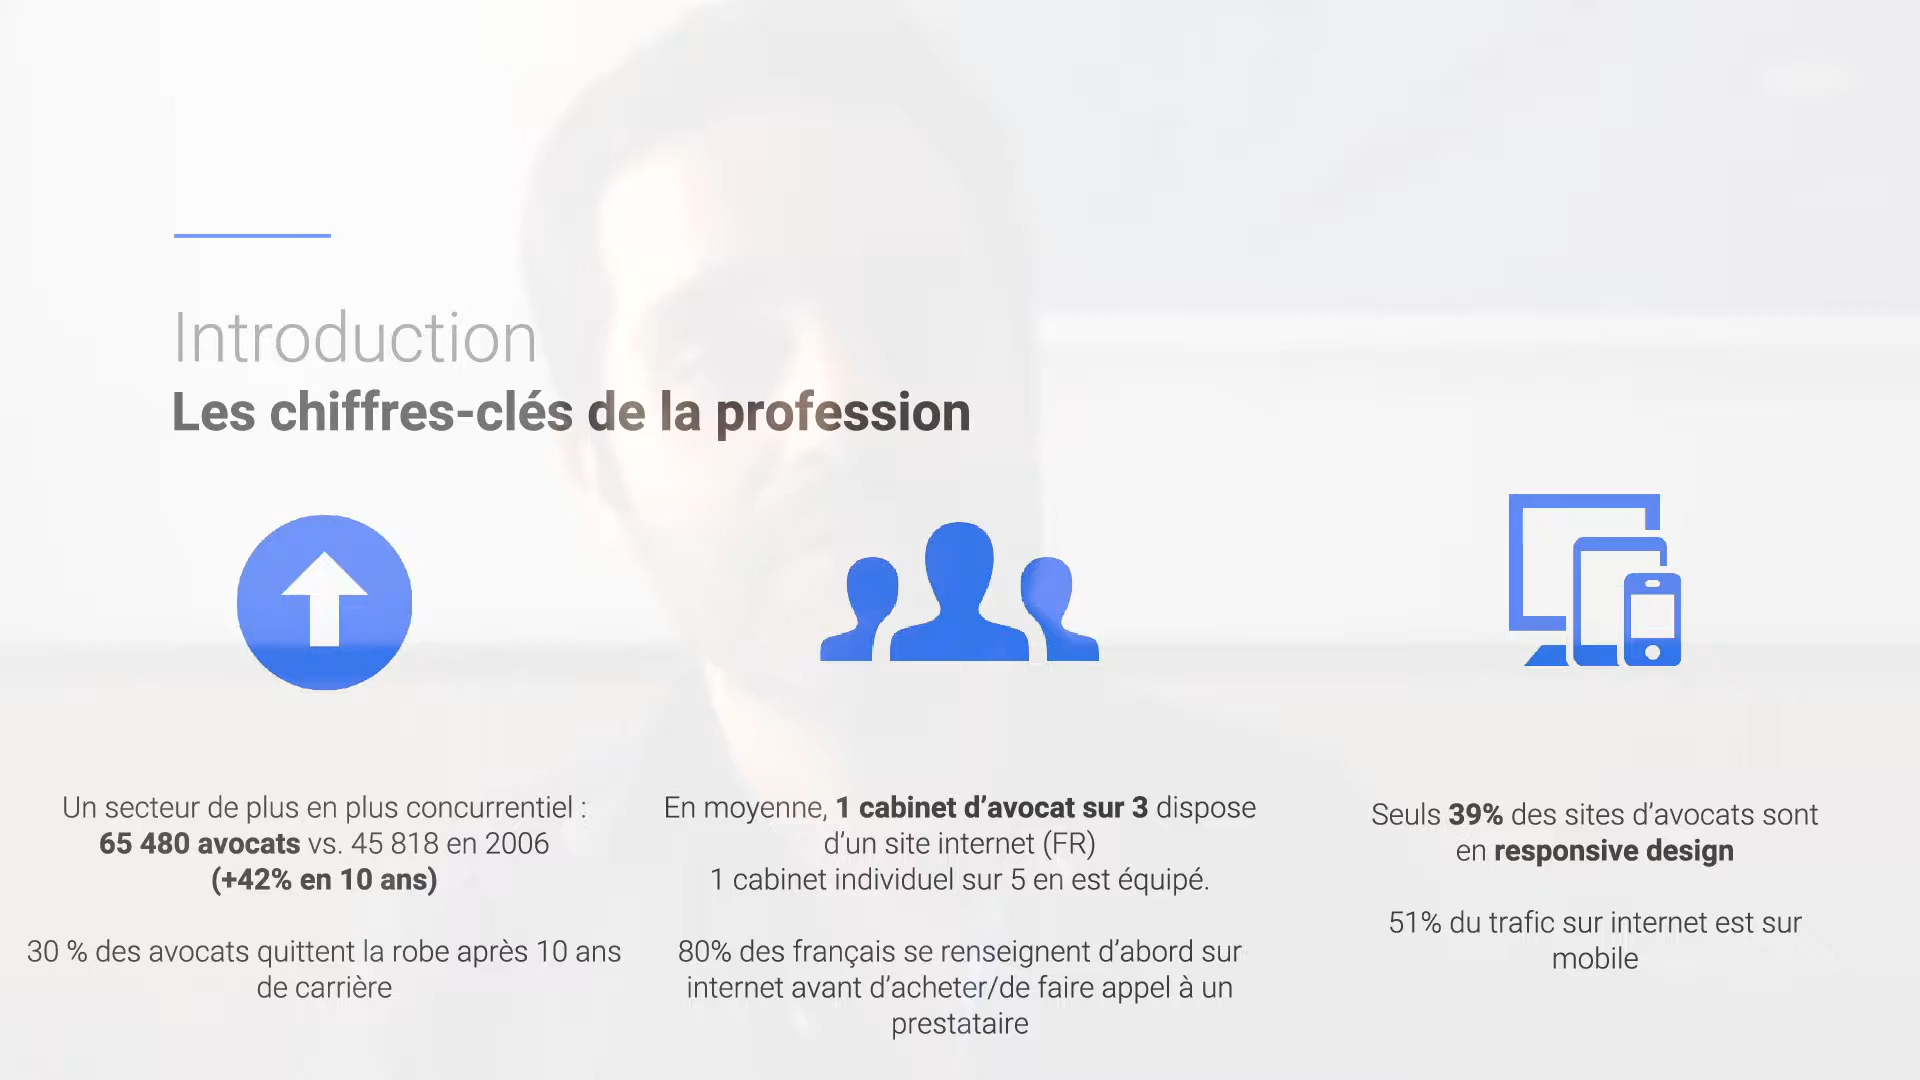 Introduction
Les chiffres-clés de la profession
Un secteur de plus en plus concurrentiel :
65 480 avocats vs. 45 818 en 2006
(+42% en 10 ans)
30 % des avocats quittent la robe après 10 ans
de carrière
En moyenne, 1 cabinet d’avocat sur 3 dispose
d’un site internet (FR)
1 cabinet individuel sur 5 en est équipé.
80% des français se renseignent d’abord sur
internet avant d’acheter/de faire appel à un
prestataire
Seuls 39% des sites d’avocats sont
en responsive design
51% du trafic sur internet est sur
mobile